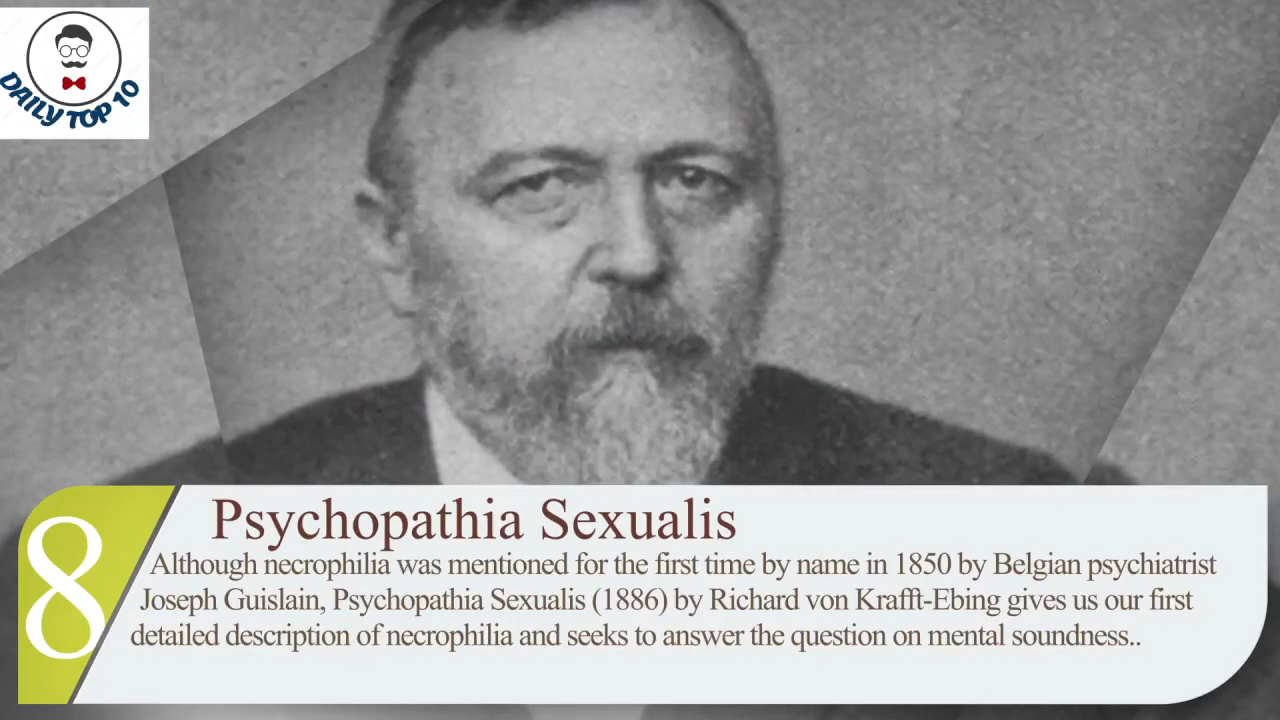 DAILY TOP 10
8
Psychopathia Sexualis
Although necrophilia was mentioned for the first time by name in 1850 by Belgian psychiatrist
Joseph Guislain, Psychopathia Sexualis (1886) by Richard von Krafft-Ebing gives us our first
detailed description of necrophilia and seeks to answer the question on mental soundness..